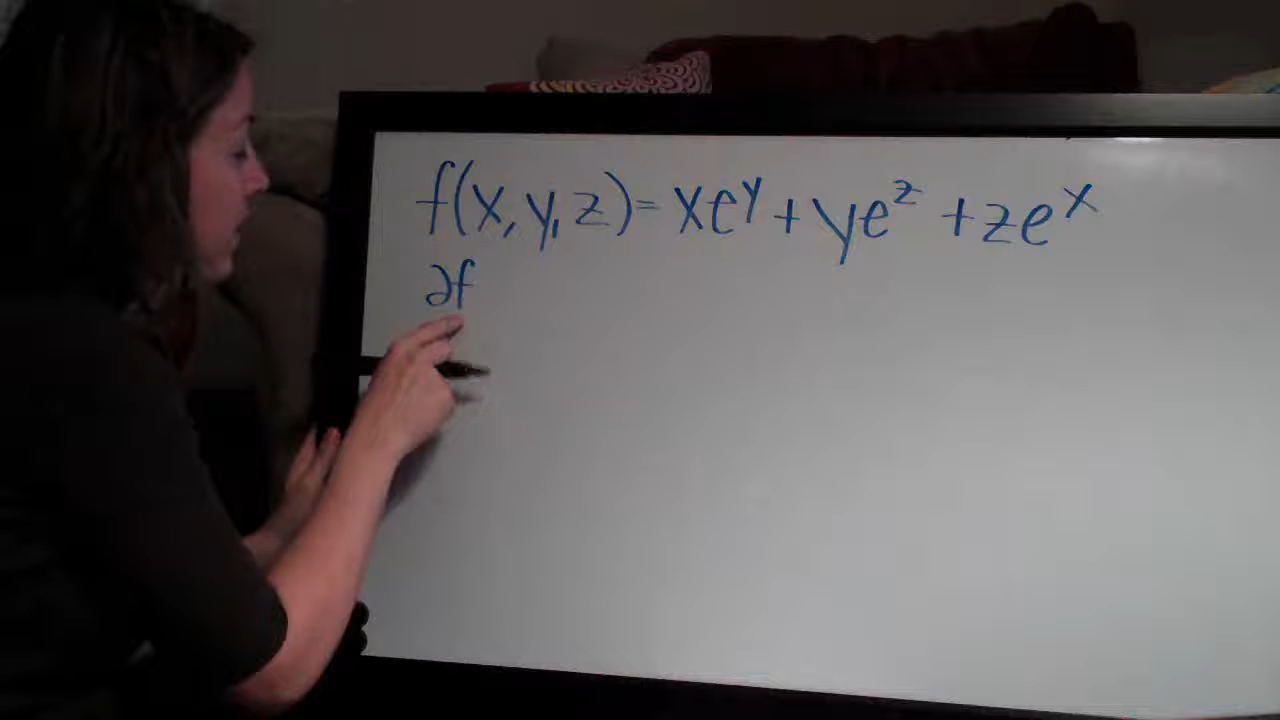 f(x, y, z) = xe^y + ye^z + ze^x
∂f